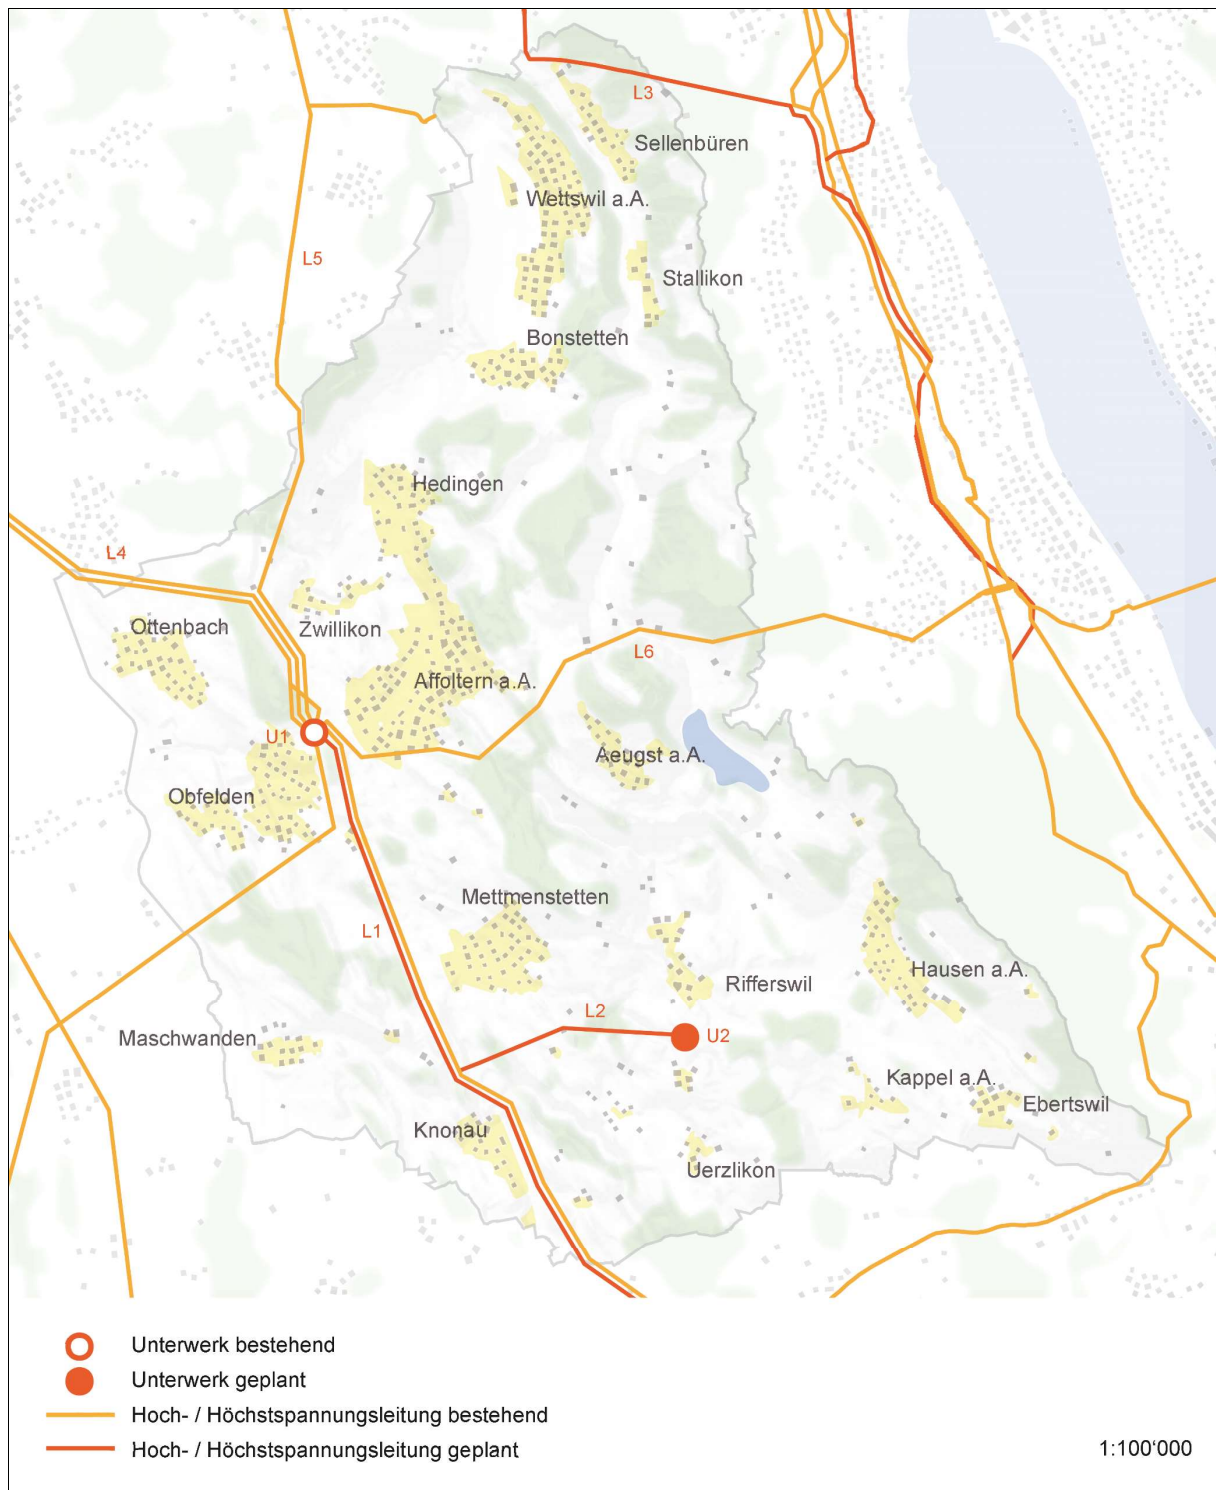 L3
Sellenbüren
Wettswil a.A.
L5
Stallikon
Bonstetten
Hedingen
L4
Ottenbach
Zwillikon
L6
Affoltern a.A.
U1
Aeugst a.A.
Obfelden
Mettmenstetten
L1
Hausen a.A.
Rifferswil
L2
Maschwanden
U2
Kappel a.A.
Ebertswil
Knonau
Uerzlikon
Unterwerk bestehend
Unterwerk geplant
Hoch- / Höchstspannungsleitung bestehend
Hoch- / Höchstspannungsleitung geplant
1:100‘000